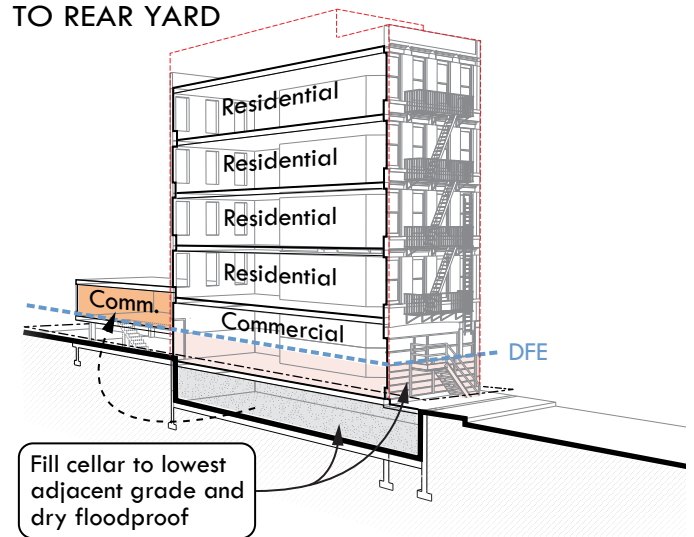 TO REAR YARD
Residential
Residential
Residential
Residential
Comm.
Commercial
DFE
Fill cellar to lowest
adjacent grade and
dry floodproof